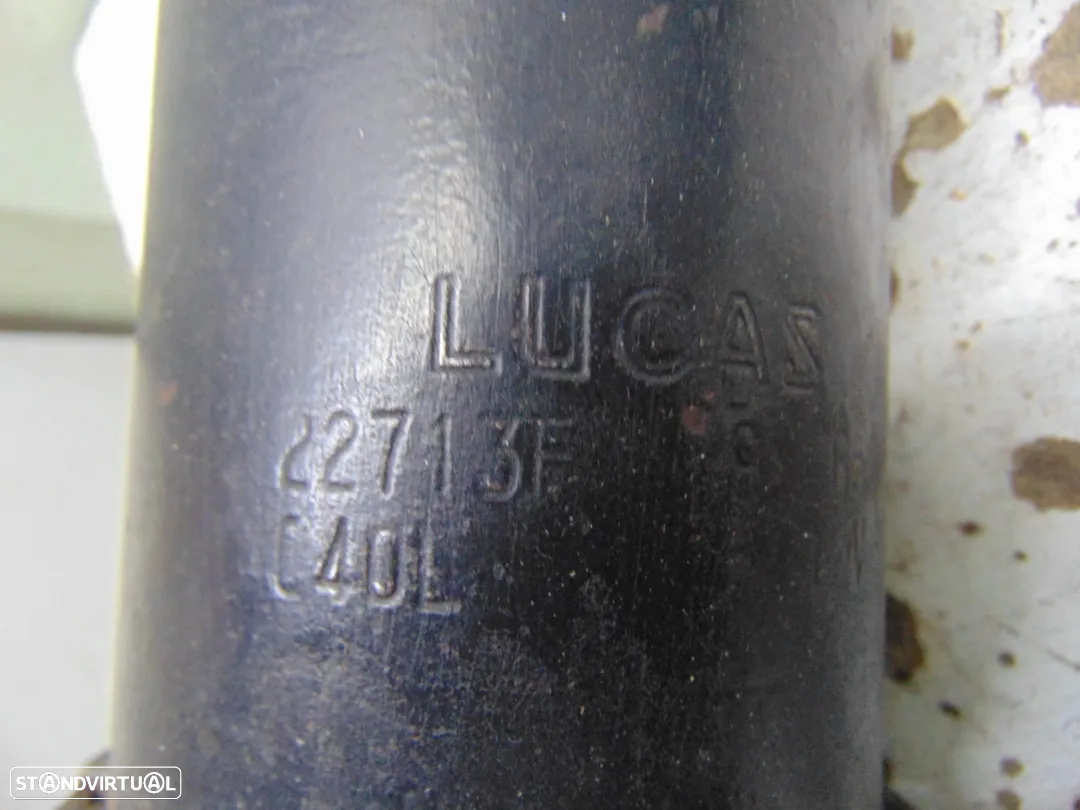 LUCAS
22713F
C40L
STANDVIRTUAL